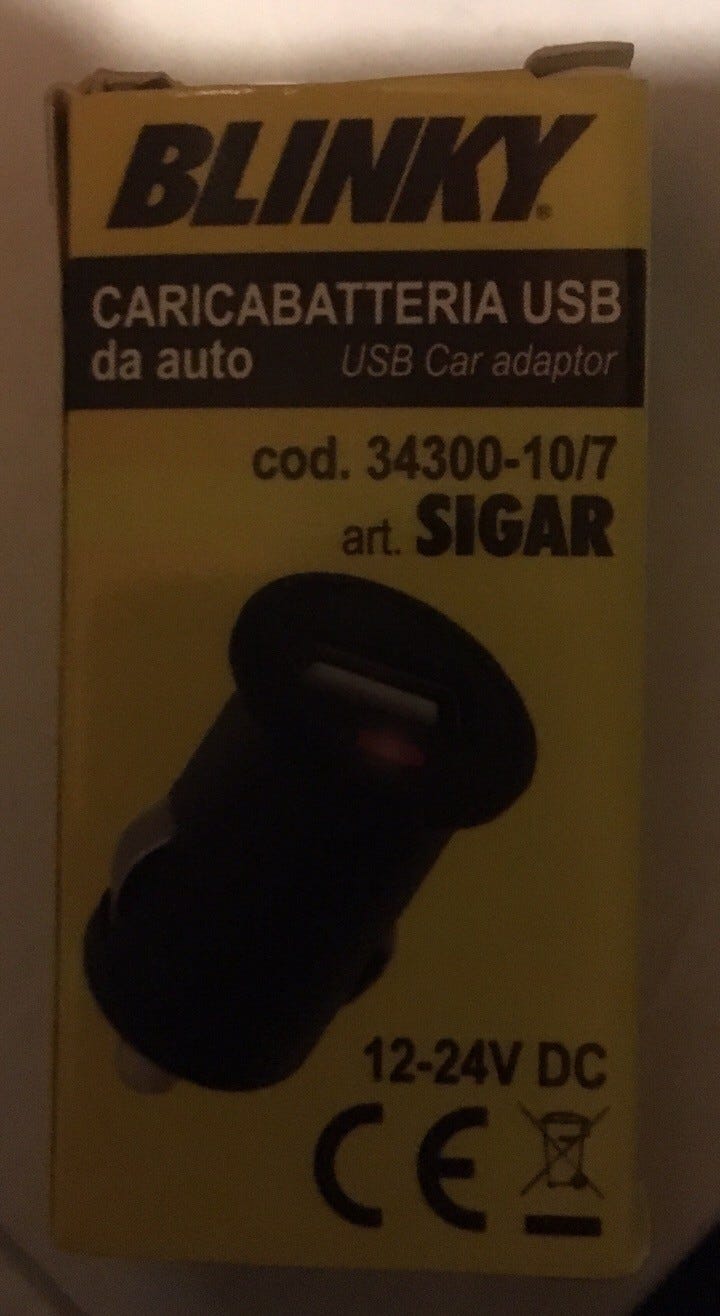 BLINKY®
CARICABATTERIA USB
da auto USB Car adaptor
cod. 34300-10/7
art. SIGAR
12-24V DC
CE